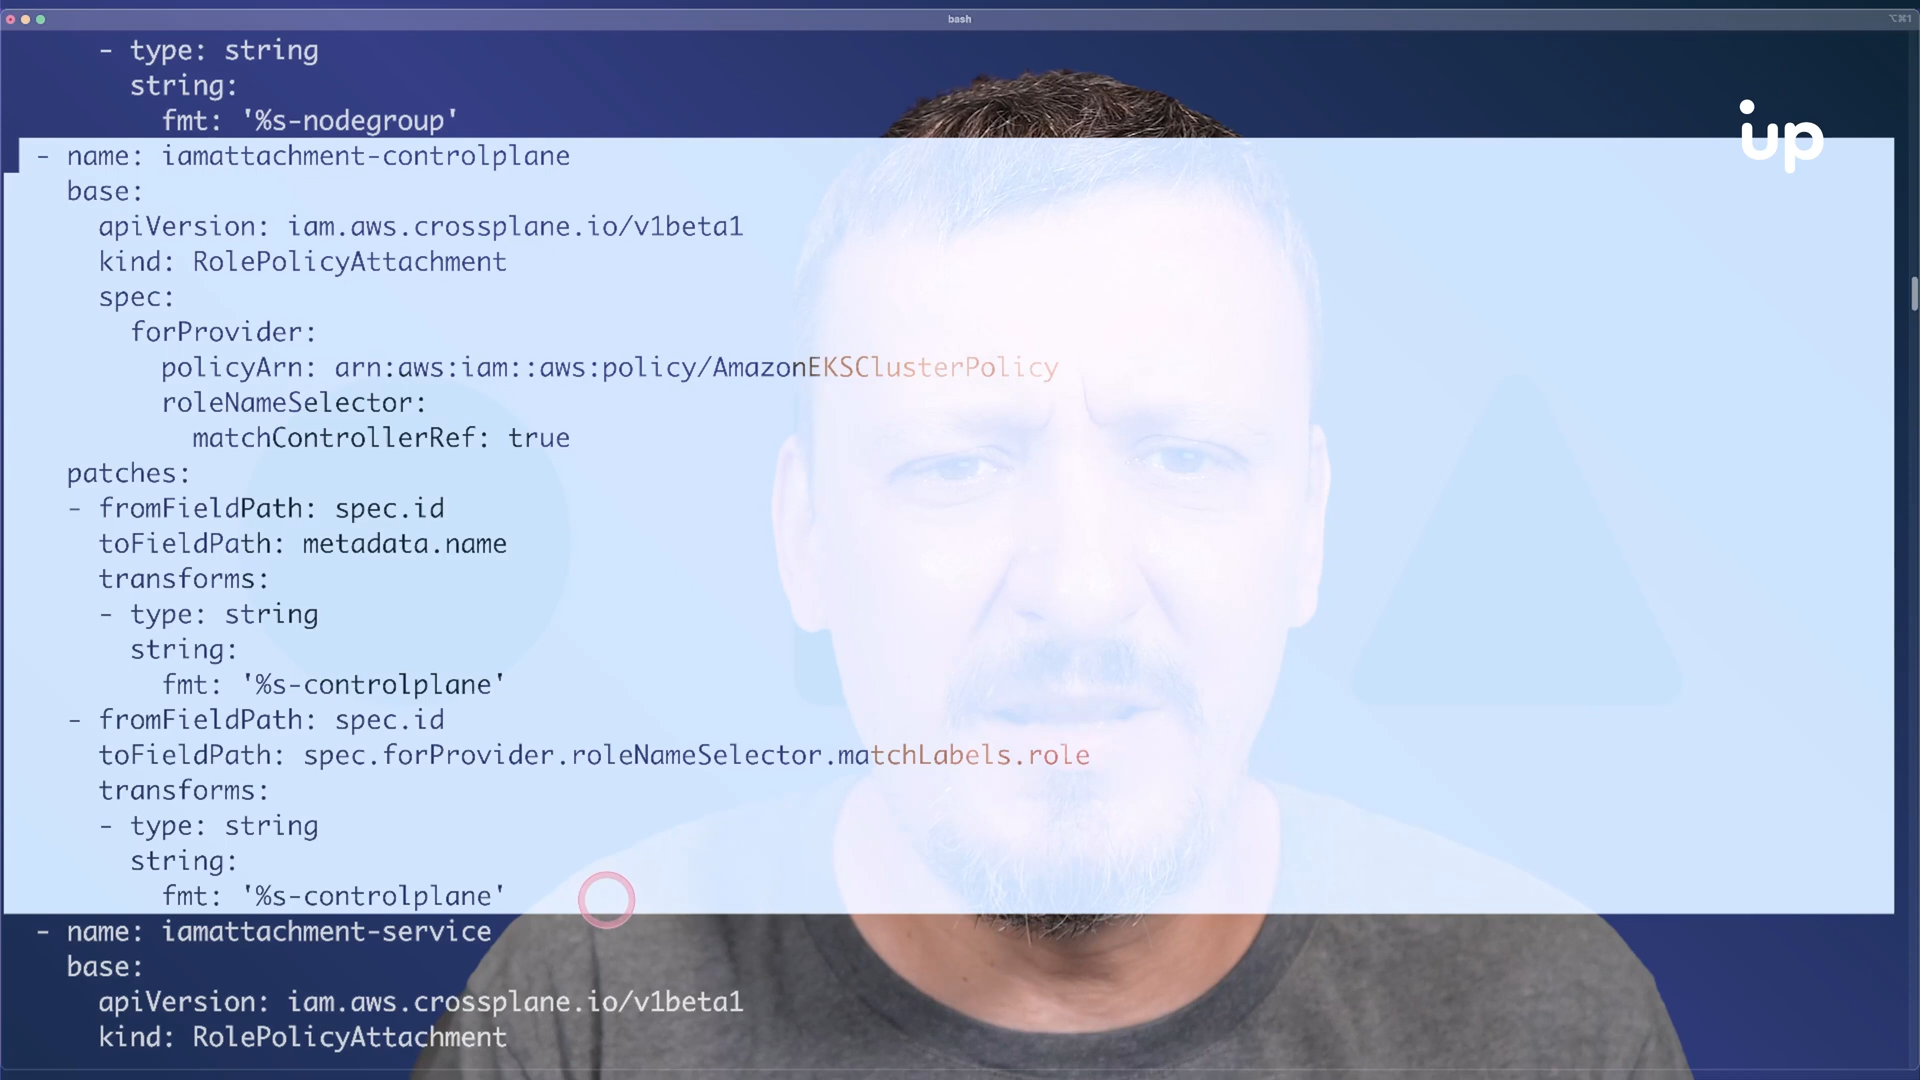 bash
⌥⌘1
- type: string
string:
fmt: '%s-nodegroup'
up
- name: iamattachment-controlplane
base:
apiVersion: iam.aws.crossplane.io/v1beta1
kind: RolePolicyAttachment
spec:
forProvider:
policyArn: arn:aws:iam::aws:policy/AmazonEKSClusterPolicy
roleNameSelector:
matchControllerRef: true
patches:
- fromFieldPath: spec.id
toFieldPath: metadata.name
transforms:
- type: string
string:
fmt: '%s-controlplane'
- fromFieldPath: spec.id
toFieldPath: spec.forProvider.roleNameSelector.matchLabels.role
transforms:
- type: string
string:
fmt: '%s-controlplane'
- name: iamattachment-service
base:
apiVersion: iam.aws.crossplane.io/v1beta1
kind: RolePolicyAttachment